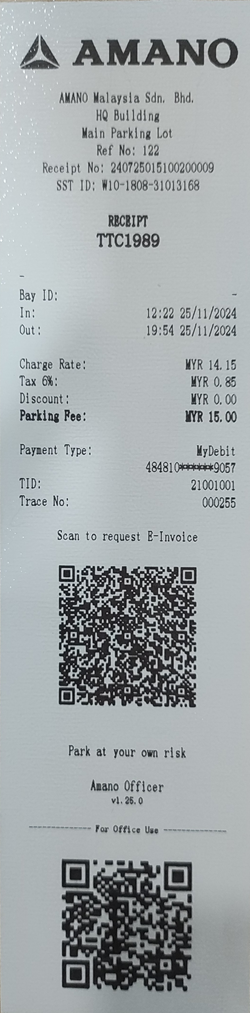 AMANO
AMANO Malaysia Sdn. Bhd.
HQ Building
Main Parking Lot
Ref No: 122
Receipt No: 240725015100200009
SST ID: W10-1808-31013168
RECEIPT
TTC1989
-
Bay ID: -
In: 12:22 25/11/2024
Out: 19:54 25/11/2024
Charge Rate: MYR 14.15
Tax 6%: MYR 0.85
Discount: MYR 0.00
Parking Fee: MYR 15.00
Payment Type: MyDebit
484810******9057
TID: 21001001
Trace No: 000255
Scan to request E-Invoice
Park at your own risk
Amano Officer
v1.26.0
For Office Use